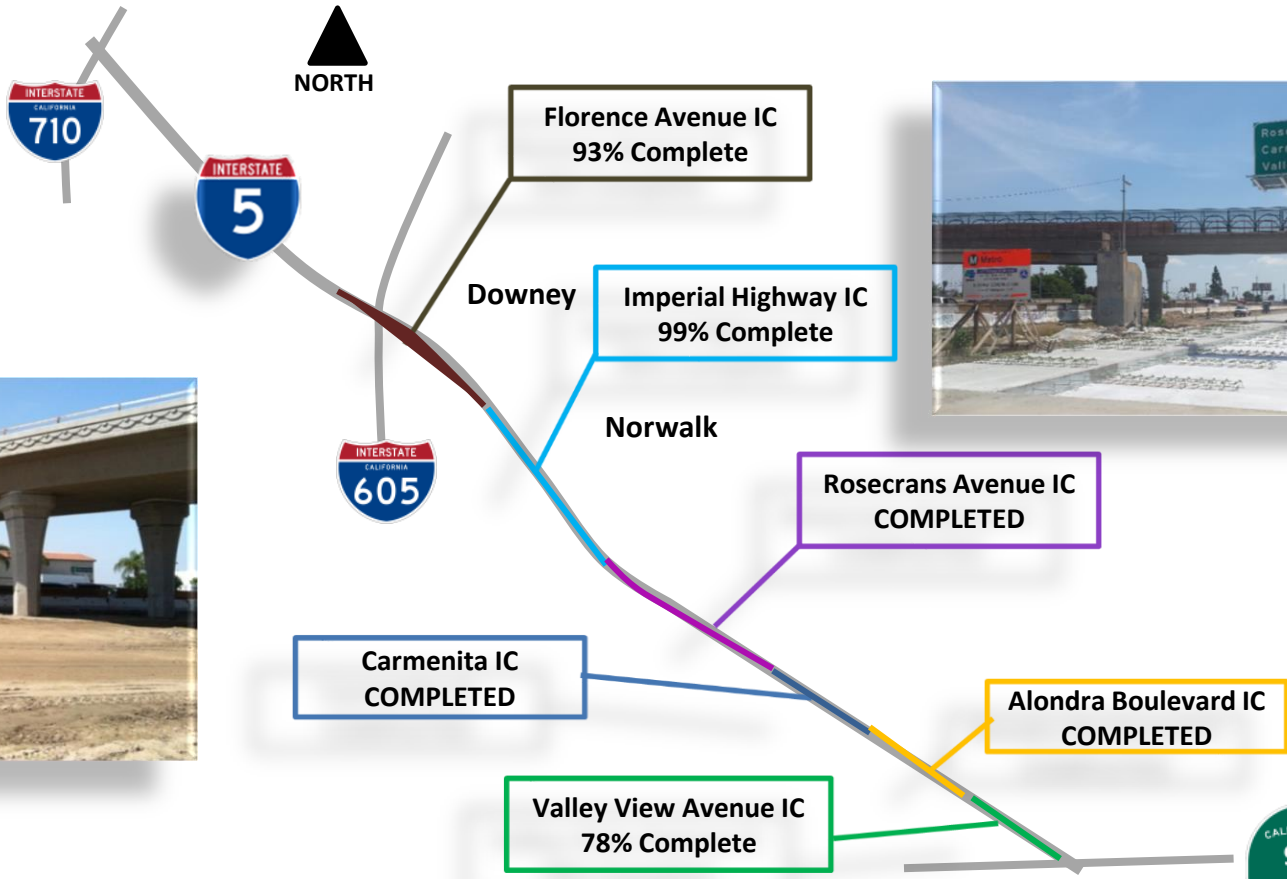 NORTH
INTERSTATE
CALIFORNIA
710
INTERSTATE
5
Florence Avenue IC
93% Complete
Downey
Imperial Highway IC
99% Complete
Metro
Norwalk
INTERSTATE
CALIFORNIA
605
Rosecrans Avenue IC
COMPLETED
Carmenita IC
COMPLETED
Alondra Boulevard IC
COMPLETED
Valley View Avenue IC
78% Complete